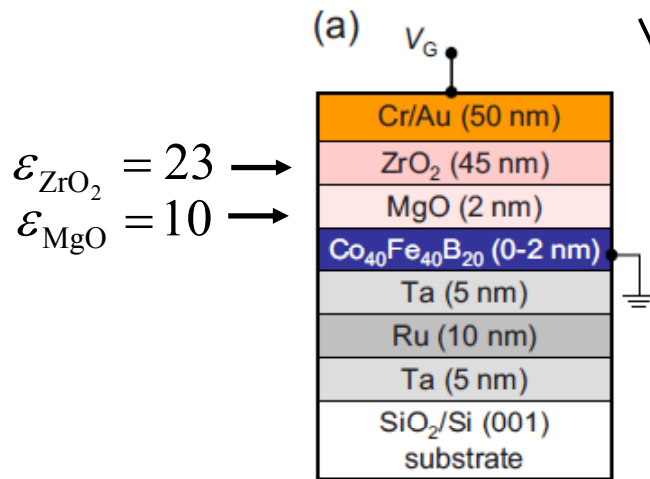 (a)
V_G
Cr/Au (50 nm)
ε_ZrO₂ = 23
ZrO₂ (45 nm)
ε_MgO = 10
MgO (2 nm)
Co₄₀Fe₄₀B₂₀ (0-2 nm)
Ta (5 nm)
Ru (10 nm)
Ta (5 nm)
SiO₂/Si (001)
substrate